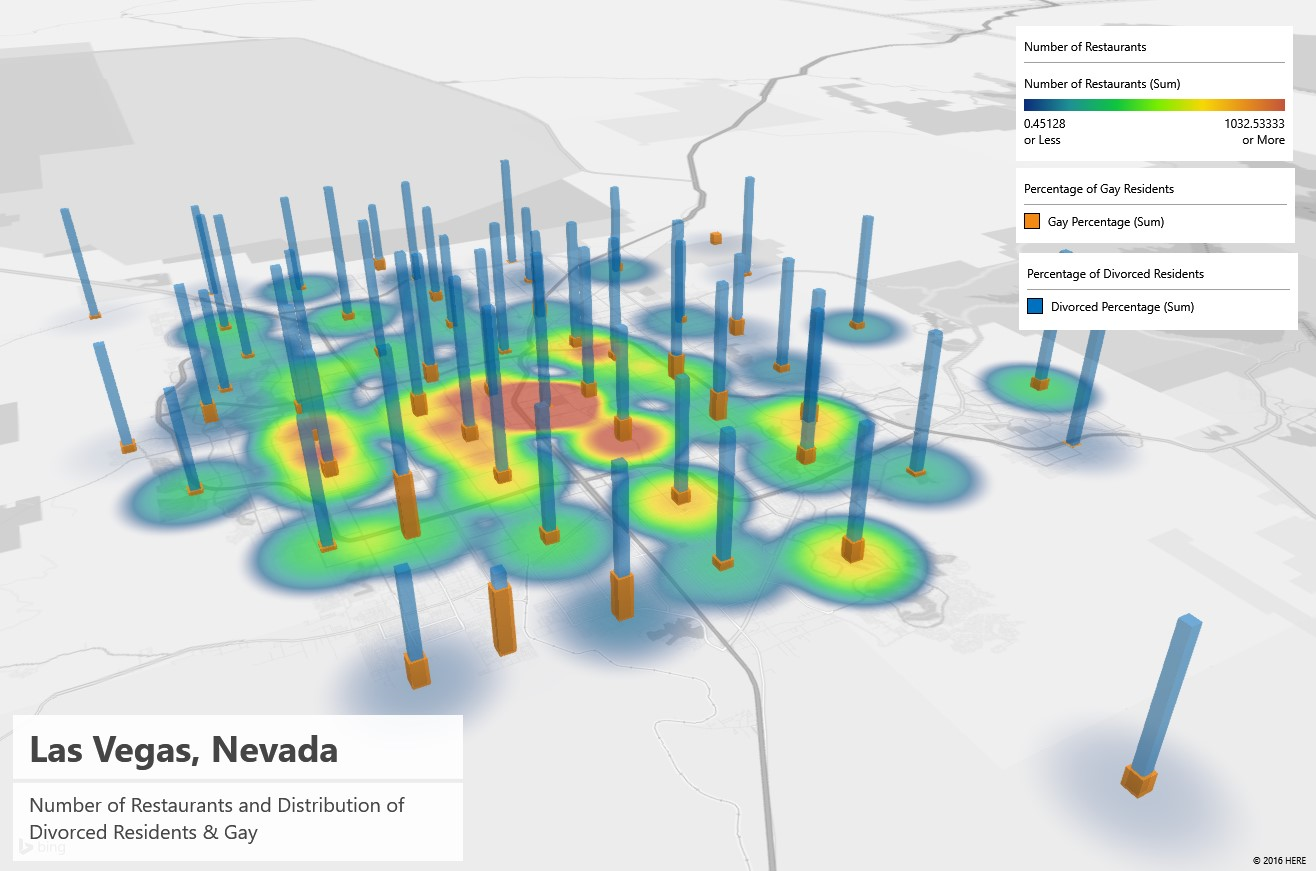 Number of Restaurants
Number of Restaurants (Sum)
0.45128
or Less
1032.53333
or More
Percentage of Gay Residents
Gay Percentage (Sum)
Percentage of Divorced Residents
Divorced Percentage (Sum)
Las Vegas, Nevada
Number of Restaurants and Distribution of
Divorced Residents & Gay
bing
© 2016 HERE